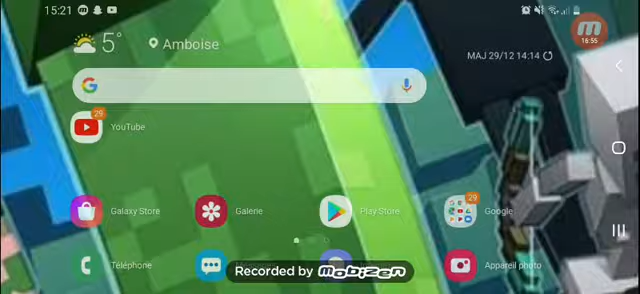 15:21
5°
Amboise
MAJ 29/12 14:14
16:55
29
YouTube
Galaxy Store
Galerie
Play Store
29
Google
Téléphone
Appareil photo
Recorded by mobizen